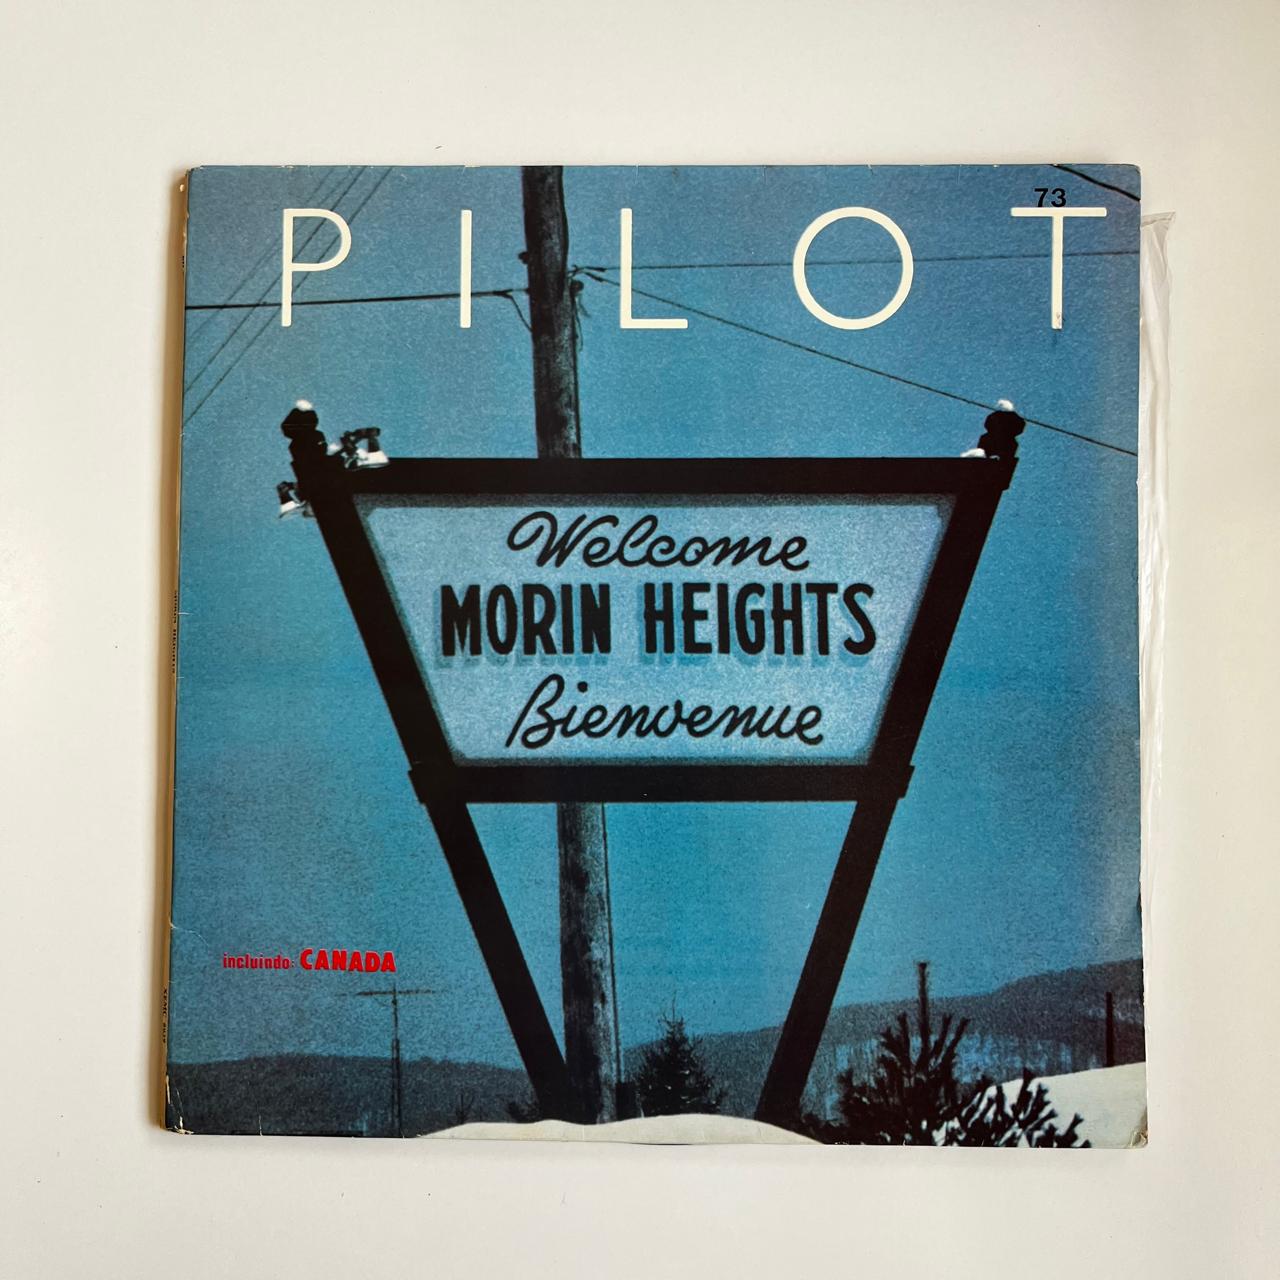 73
PILOT
Welcome
MORIN HEIGHTS
Bienvenue
incluindo: CANADA